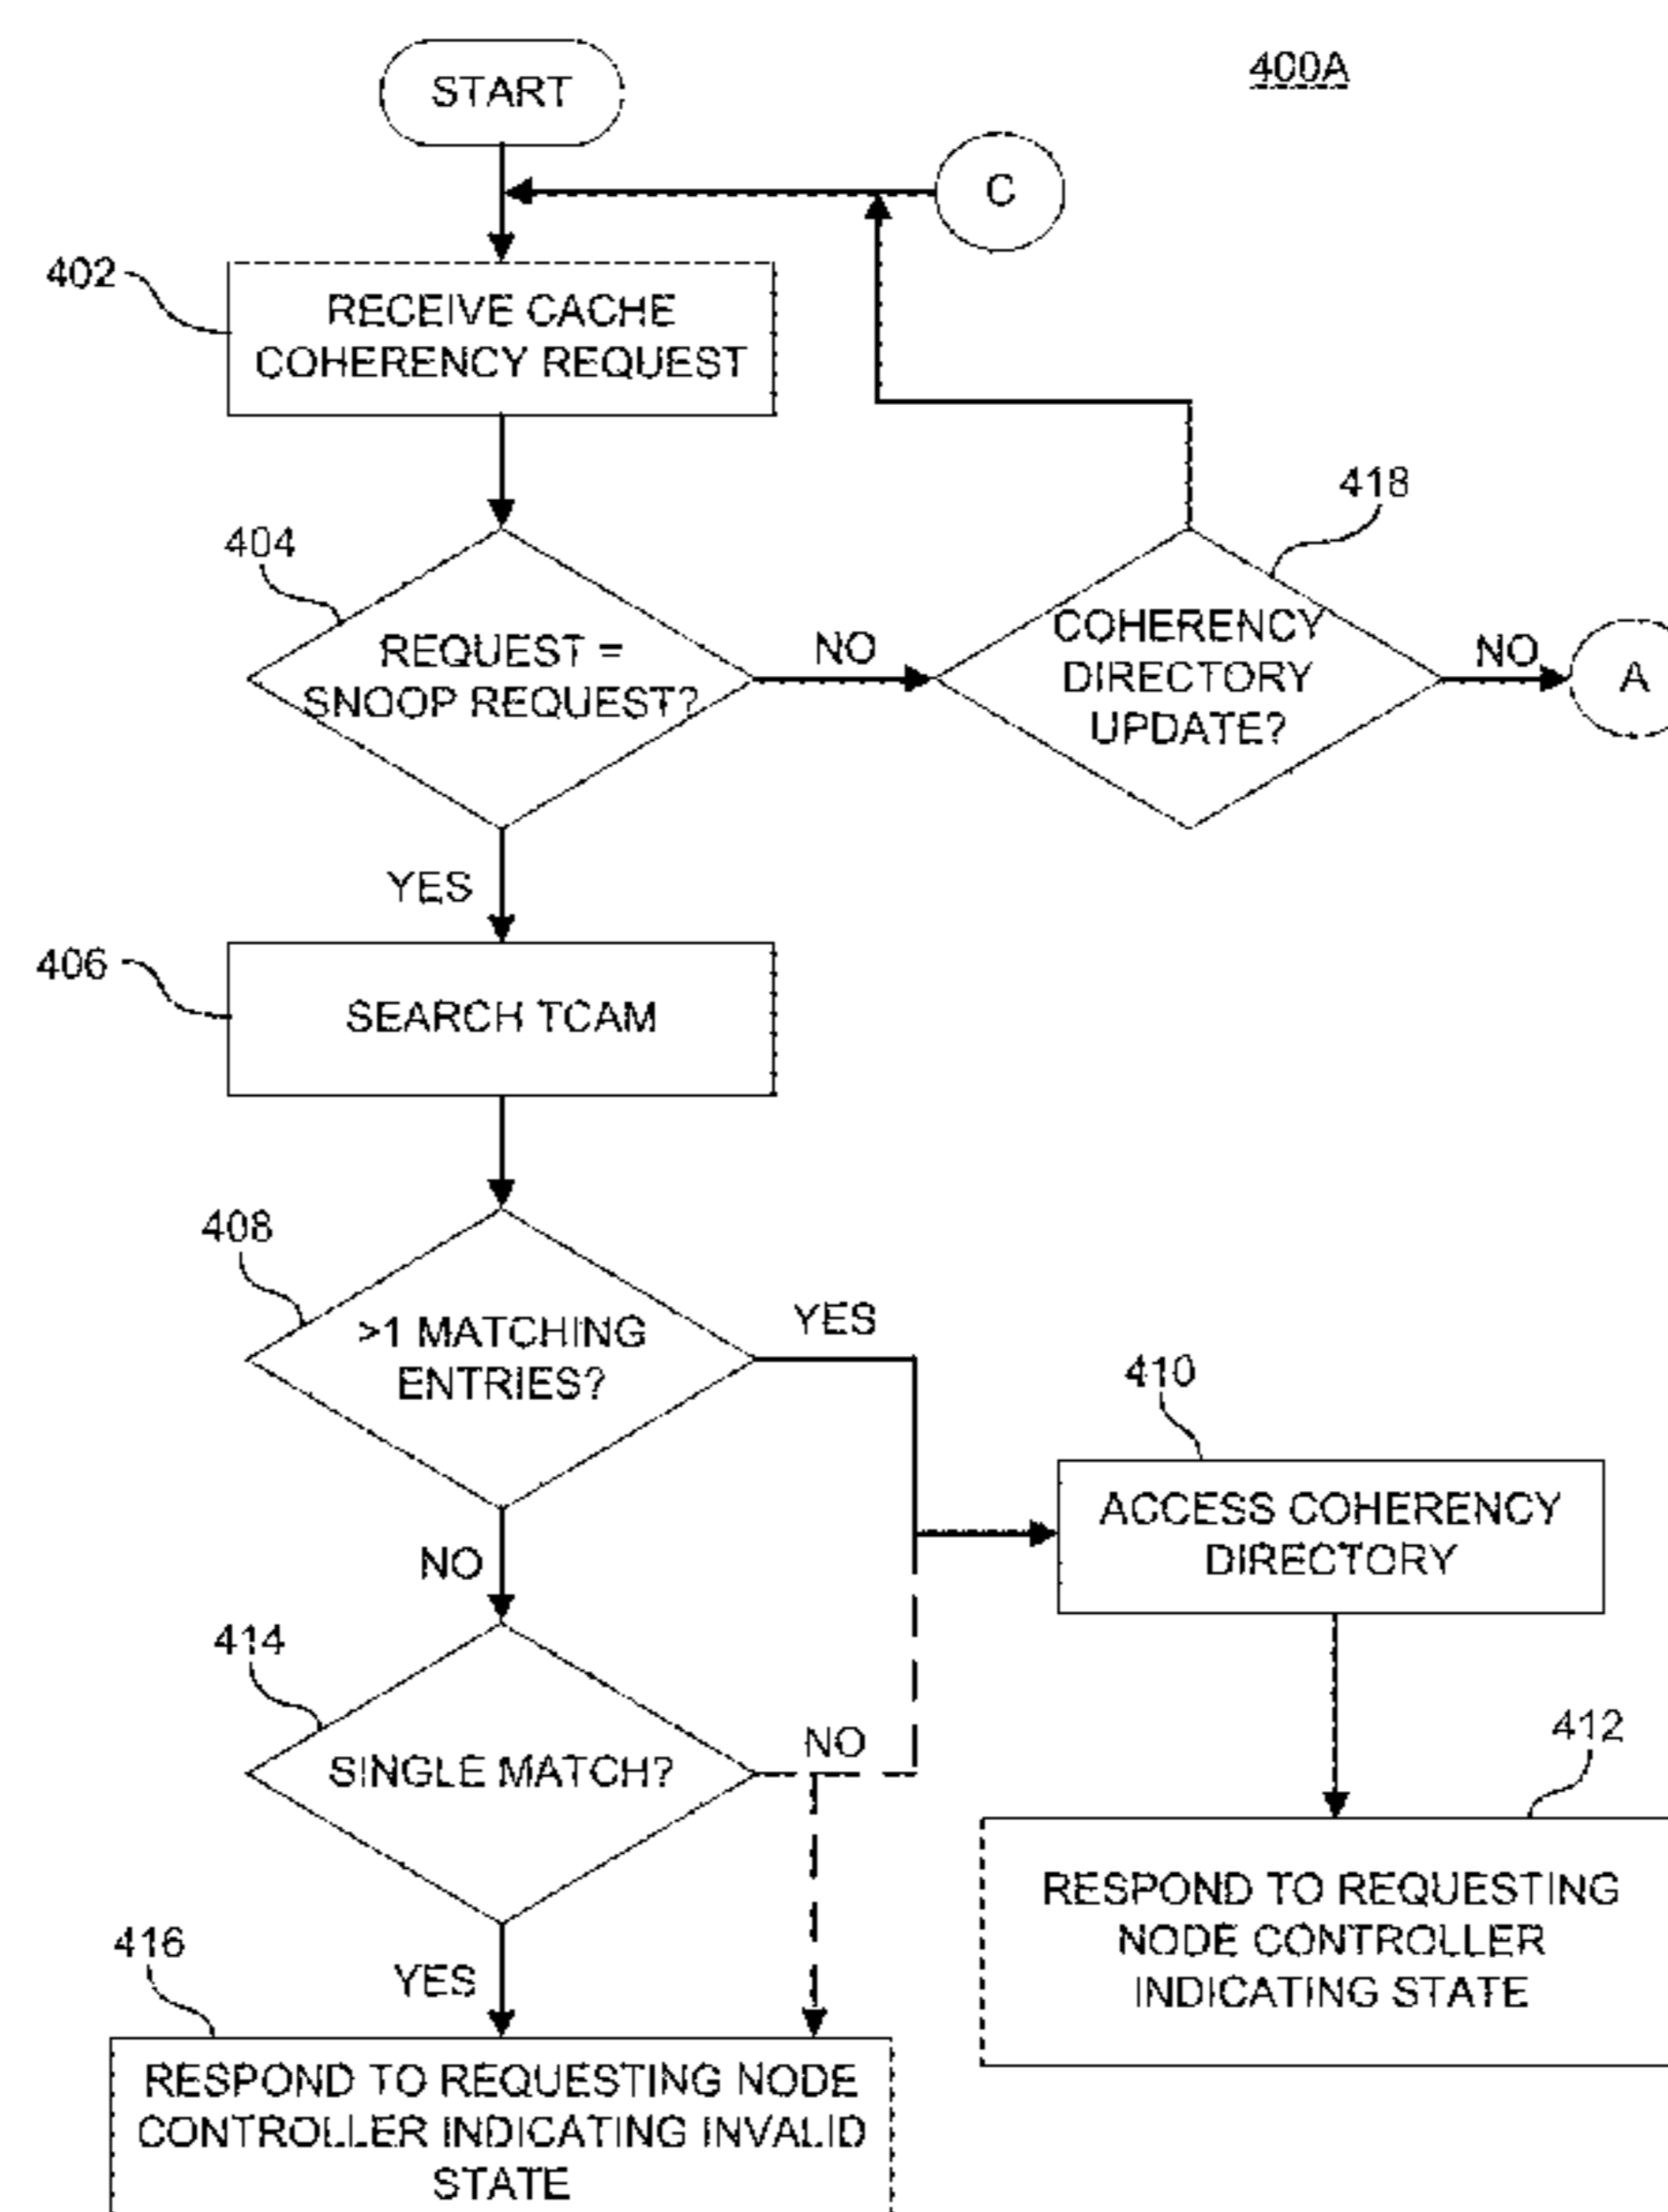 400A
START
C
402
RECEIVE CACHE
COHERENCY REQUEST
418
404
REQUEST =
SNOOP REQUEST?
NO
COHERENCY
DIRECTORY
UPDATE?
NO
A
YES
406
SEARCH TCAM
408
>1 MATCHING
ENTRIES?
YES
410
ACCESS COHERENCY
DIRECTORY
NO
414
SINGLE MATCH?
NO
412
RESPOND TO REQUESTING
NODE CONTROLLER
INDICATING STATE
416
YES
RESPOND TO REQUESTING NODE
CONTROLLER INDICATING INVALID
STATE